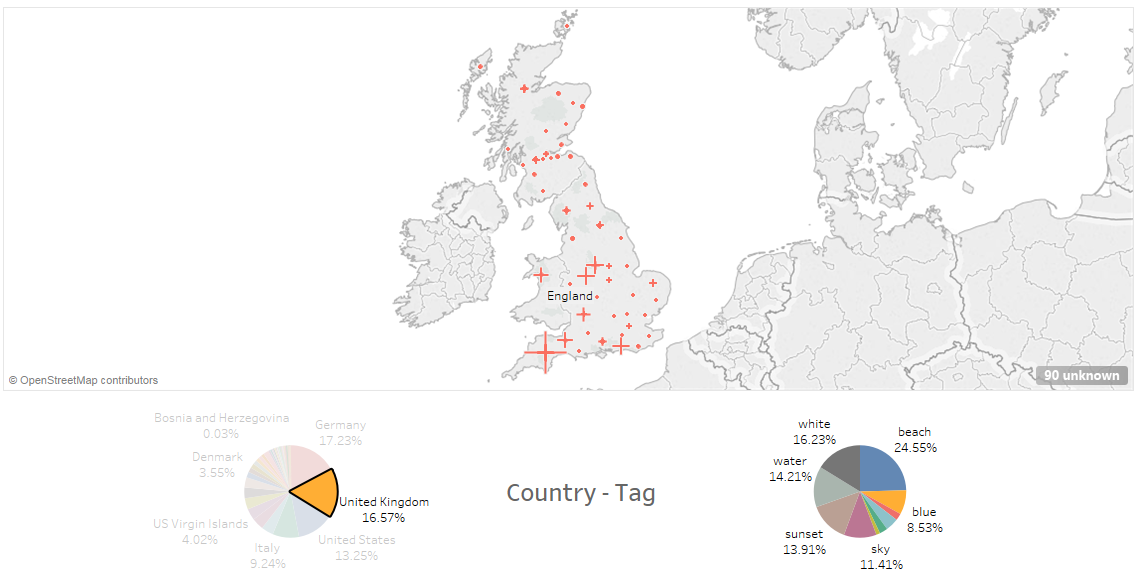 England
© OpenStreetMap contributors
90 unknown
Bosnia and Herzegovina
0.03%
Germany
17.23%
Denmark
3.55%
United Kingdom
16.57%
US Virgin Islands
4.02%
United States
13.25%
Italy
9.24%
Country - Tag
white
16.23%
beach
24.55%
water
14.21%
blue
8.53%
sunset
13.91%
sky
11.41%